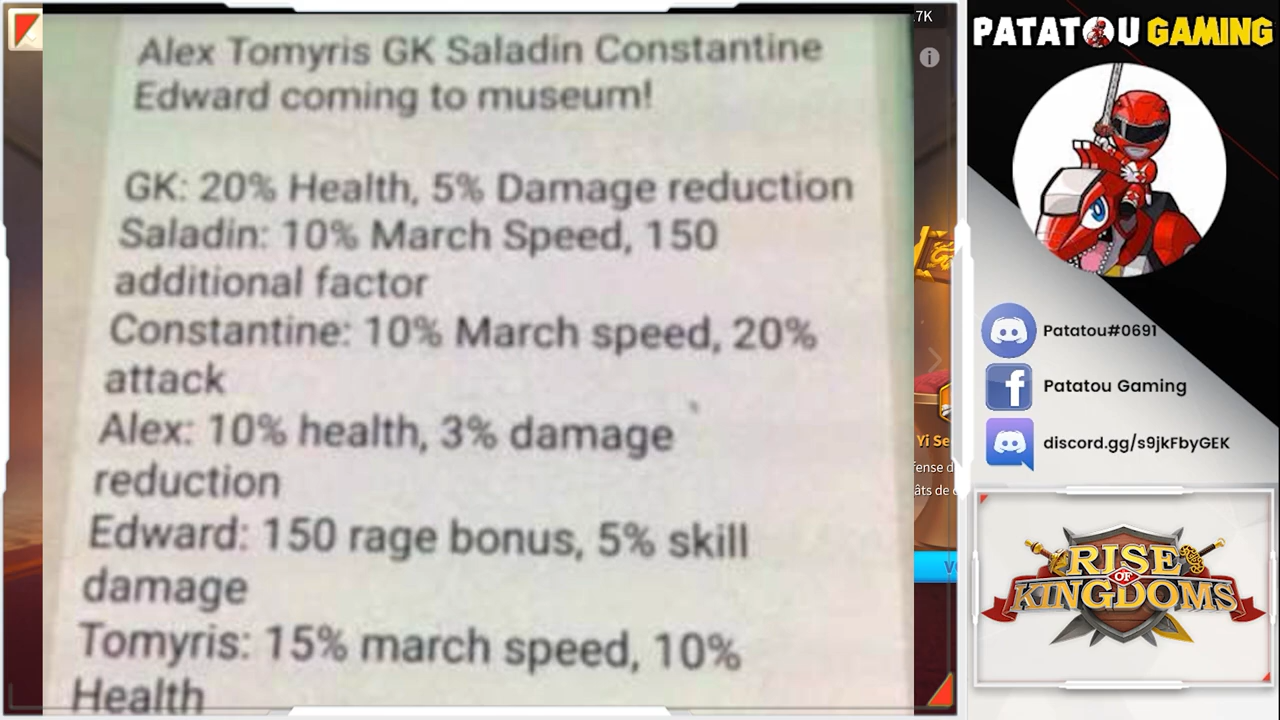 Alex Tomyris GK Saladin Constantine
Edward coming to museum!
GK: 20% Health, 5% Damage reduction
Saladin: 10% March Speed, 150
additional factor
Constantine: 10% March speed, 20%
attack
Alex: 10% health, 3% damage
reduction
Edward: 150 rage bonus, 5% skill
damage
Tomyris: 15% march speed, 10%
Health
7K
Yi Se
PATATOU GAMING
Patatou#0691
Patatou Gaming
discord.gg/s9jkFbyGEK
RISE
OF
KINGDOMS